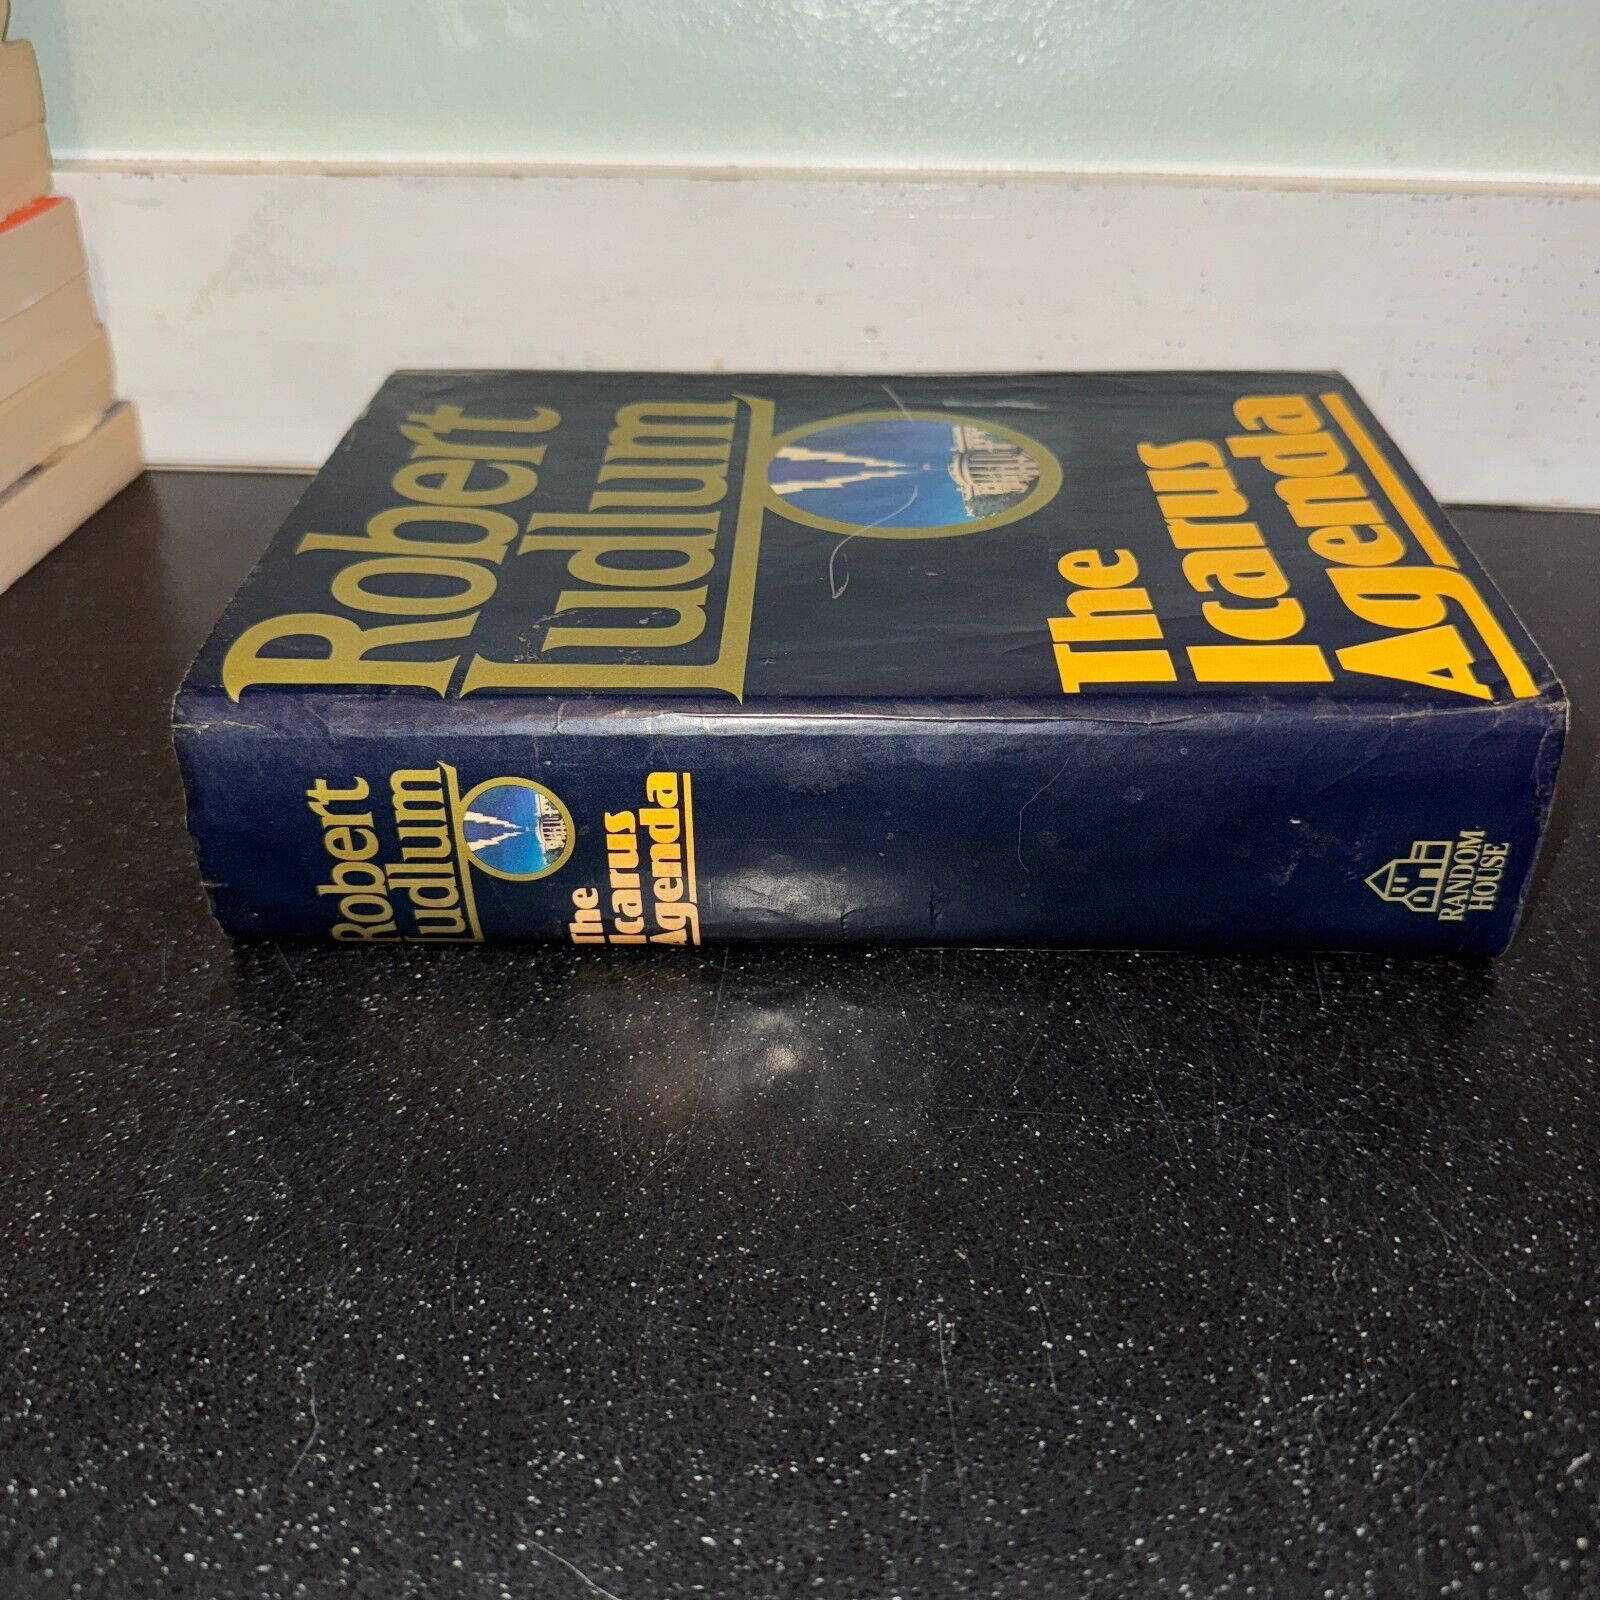 Robert
Ludlum
The
Icarus
Agenda
Robert
Ludlum
The
Icarus
Agenda
RANDOM
HOUSE